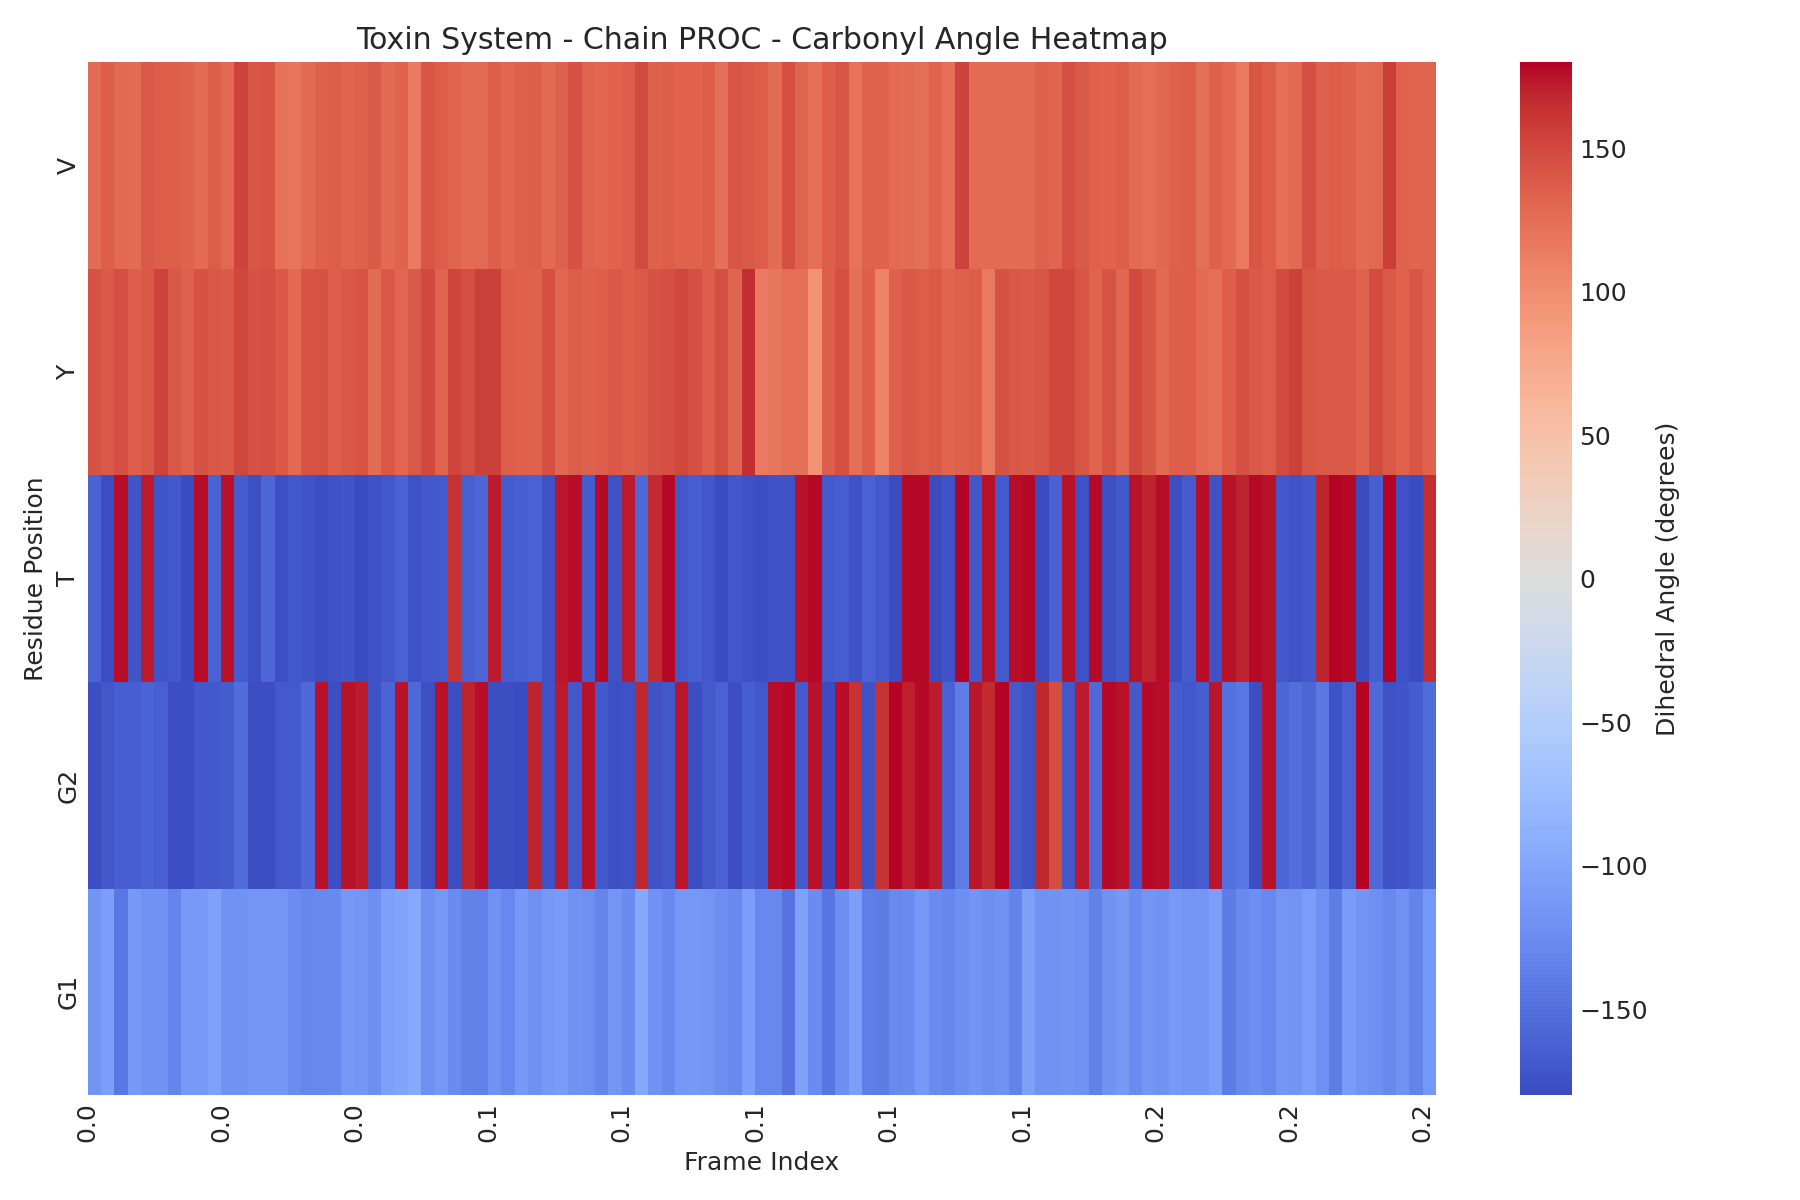 Toxin System - Chain PROC - Carbonyl Angle Heatmap
Residue Position
V
Y
T
G2
G1
0.0
0.0
0.0
0.1
0.1
0.1
0.1
0.1
0.2
0.2
0.2
Frame Index
150
100
50
0
−50
−100
−150
Dihedral Angle (degrees)